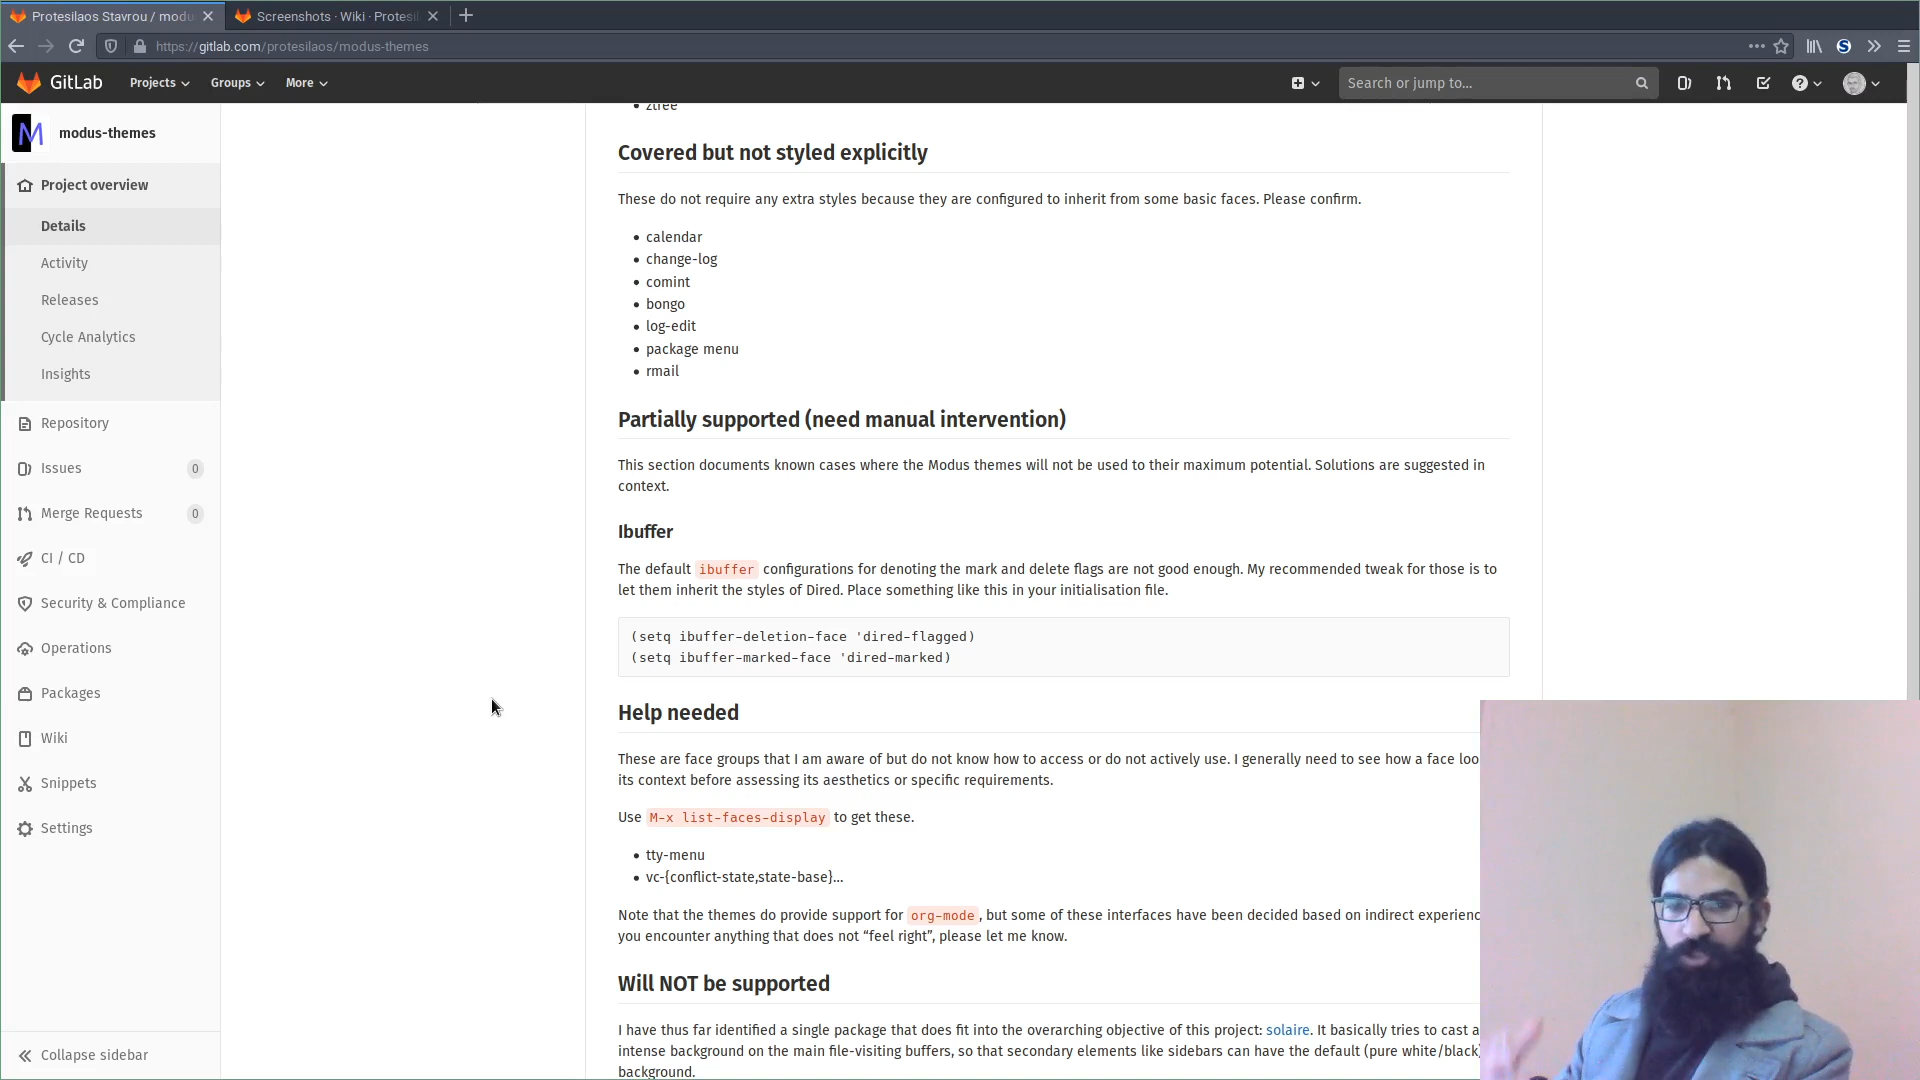 Protesilaos Stavrou / modu
Screenshots · Wiki · Protesil
https://gitlab.com/protesilaos/modus-themes
GitLab
Projects
Groups
More
Search or jump to...
modus-themes
Project overview
Details
Activity
Releases
Cycle Analytics
Insights
Repository
Issues
0
Merge Requests
0
CI / CD
Security & Compliance
Operations
Packages
Wiki
Snippets
Settings
Collapse sidebar
• ztree
Covered but not styled explicitly
These do not require any extra styles because they are configured to inherit from some basic faces. Please confirm.
• calendar
• change-log
• comint
• bongo
• log-edit
• package menu
• rmail
Partially supported (need manual intervention)
This section documents known cases where the Modus themes will not be used to their maximum potential. Solutions are suggested in
context.
Ibuffer
The default ibuffer configurations for denoting the mark and delete flags are not good enough. My recommended tweak for those is to
let them inherit the styles of Dired. Place something like this in your initialisation file.
(setq ibuffer-deletion-face 'dired-flagged)
(setq ibuffer-marked-face 'dired-marked)
Help needed
These are face groups that I am aware of but do not know how to access or do not actively use. I generally need to see how a face loo
its context before assessing its aesthetics or specific requirements.
Use M-x list-faces-display to get these.
• tty-menu
• vc-{conflict-state,state-base}…
Note that the themes do provide support for org-mode, but some of these interfaces have been decided based on indirect experienc
you encounter anything that does not “feel right”, please let me know.
Will NOT be supported
I have thus far identified a single package that does fit into the overarching objective of this project: solaire. It basically tries to cast a
intense background on the main file-visiting buffers, so that secondary elements like sidebars can have the default (pure white/black)
background.